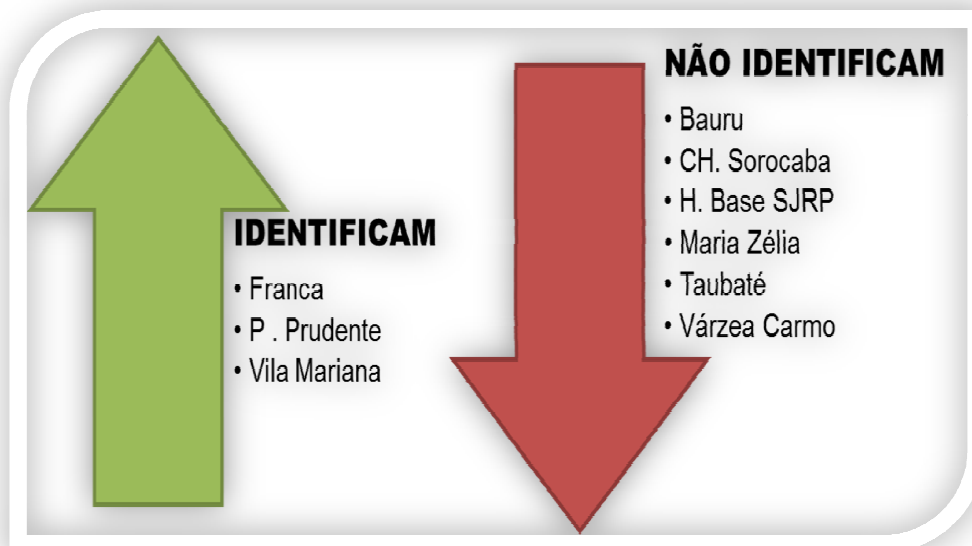 IDENTIFICAM
• Franca
• P . Prudente
• Vila Mariana
NÃO IDENTIFICAM
• Bauru
• CH. Sorocaba
• H. Base SJRP
• Maria Zélia
• Taubaté
• Várzea Carmo